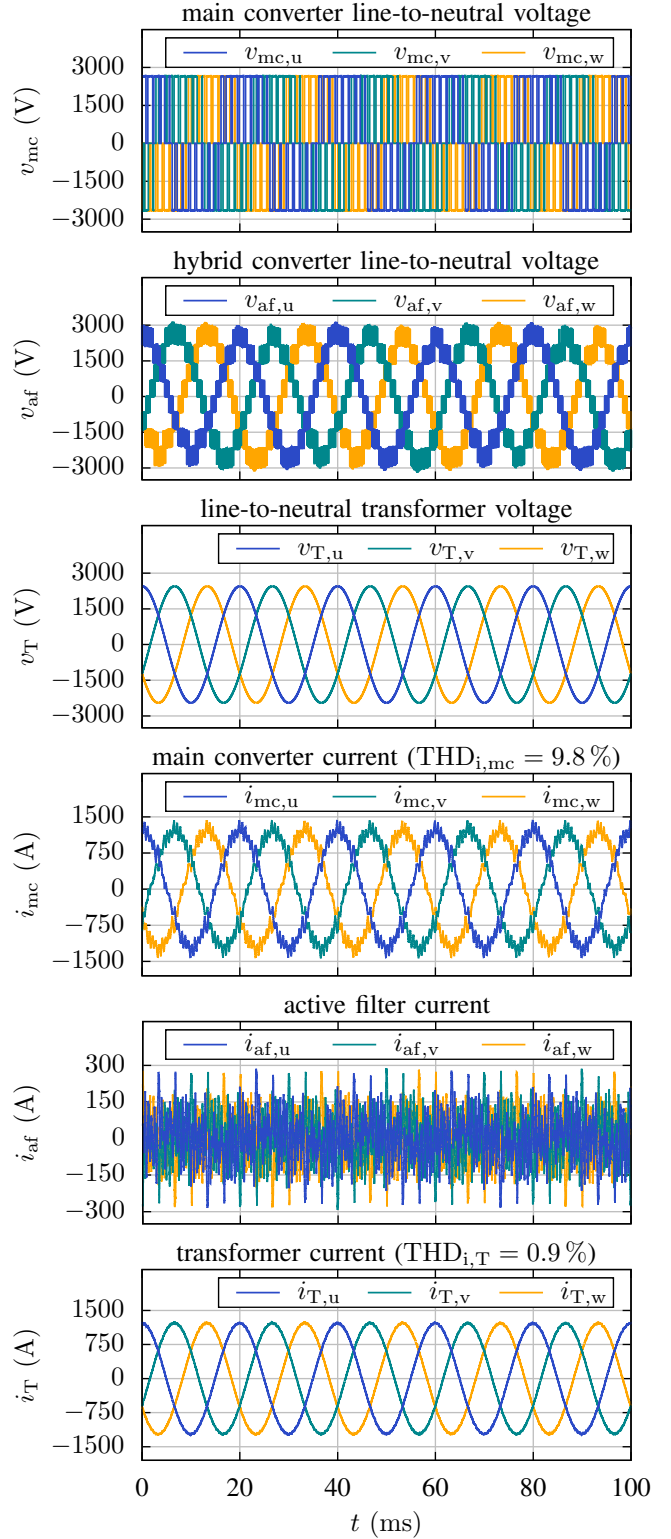 main converter line-to-neutral voltage
v_mc,u v_mc,v v_mc,w
3000
1500
0
−1500
−3000
v_mc (V)
hybrid converter line-to-neutral voltage
v_af,u v_af,v v_af,w
3000
1500
0
−1500
−3000
v_af (V)
line-to-neutral transformer voltage
v_T,u v_T,v v_T,w
3000
1500
0
−1500
−3000
v_T (V)
main converter current (THD_i,mc = 9.8 %)
i_mc,u i_mc,v i_mc,w
1500
750
0
−750
−1500
i_mc (A)
active filter current
i_af,u i_af,v i_af,w
300
150
0
−150
−300
i_af (A)
transformer current (THD_i,T = 0.9 %)
i_T,u i_T,v i_T,w
1500
750
0
−750
−1500
i_T (A)
0 20 40 60 80 100
t (ms)